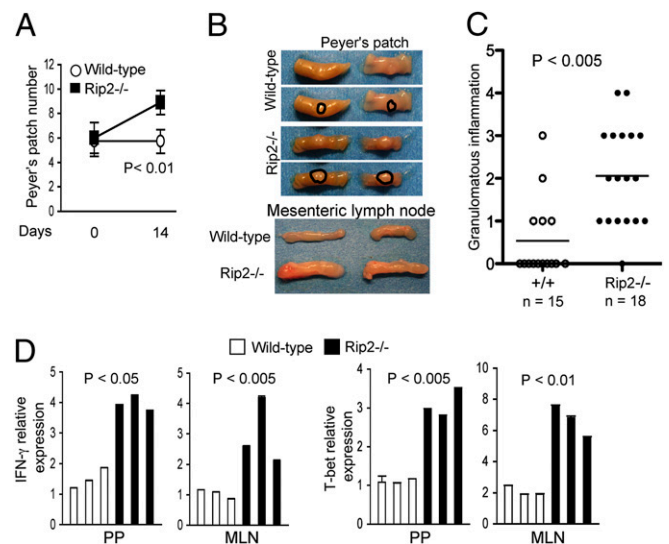 A
Wild-type
Rip2-/-
Peyer's patch number
12
10
8
6
4
2
0
P< 0.01
Days 0 14
B
Peyer's patch
Wild-type
Rip2-/-
Mesenteric lymph node
Wild-type
Rip2-/-
C
P < 0.005
Granulomatous inflammation
5
4
3
2
1
0
+/+ Rip2-/-
n = 15 n = 18
D
Wild-type Rip2-/-
IFN-γ relative expression
5
4
3
2
1
0
P < 0.05
PP
5
4
3
2
1
0
P < 0.005
MLN
T-bet relative expression
4
3
2
1
0
P < 0.005
PP
10
8
6
4
2
0
P < 0.01
MLN